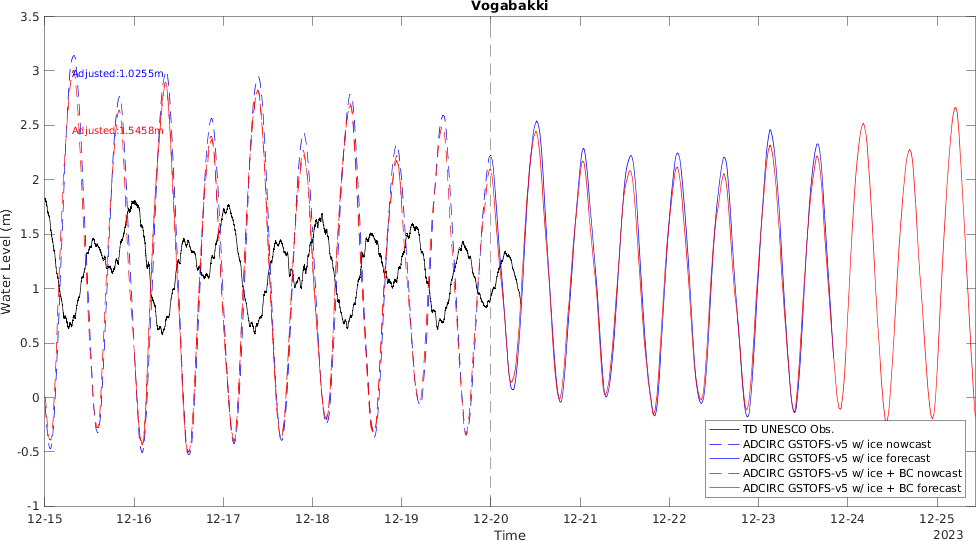 Vogabakki
3.5
3
2.5
2
1.5
1
0.5
0
-0.5
-1
Water Level (m)
Adjusted:1.0255m
Adjusted:1.5458m
TD UNESCO Obs.
ADCIRC GSTOFS-v5 w/ ice nowcast
ADCIRC GSTOFS-v5 w/ ice forecast
ADCIRC GSTOFS-v5 w/ ice + BC nowcast
ADCIRC GSTOFS-v5 w/ ice + BC forecast
12-15 12-16 12-17 12-18 12-19 12-20 12-21 12-22 12-23 12-24 12-25
Time
2023